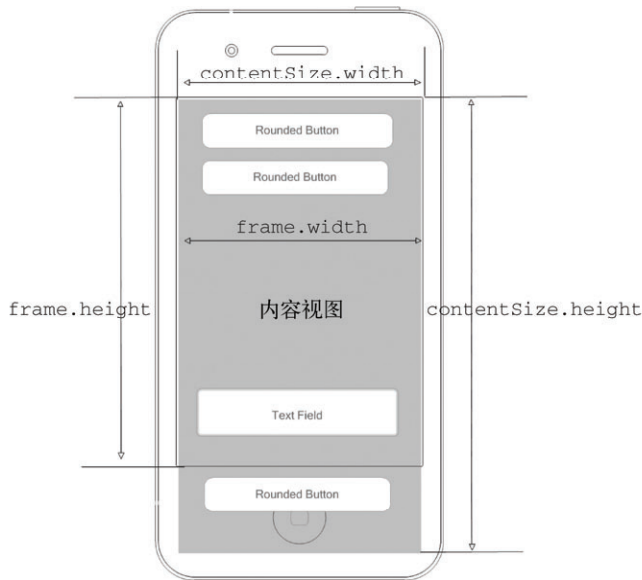 contentSize.width
Rounded Button
Rounded Button
frame.width
frame.height
内容视图
contentSize.height
Text Field
Rounded Button